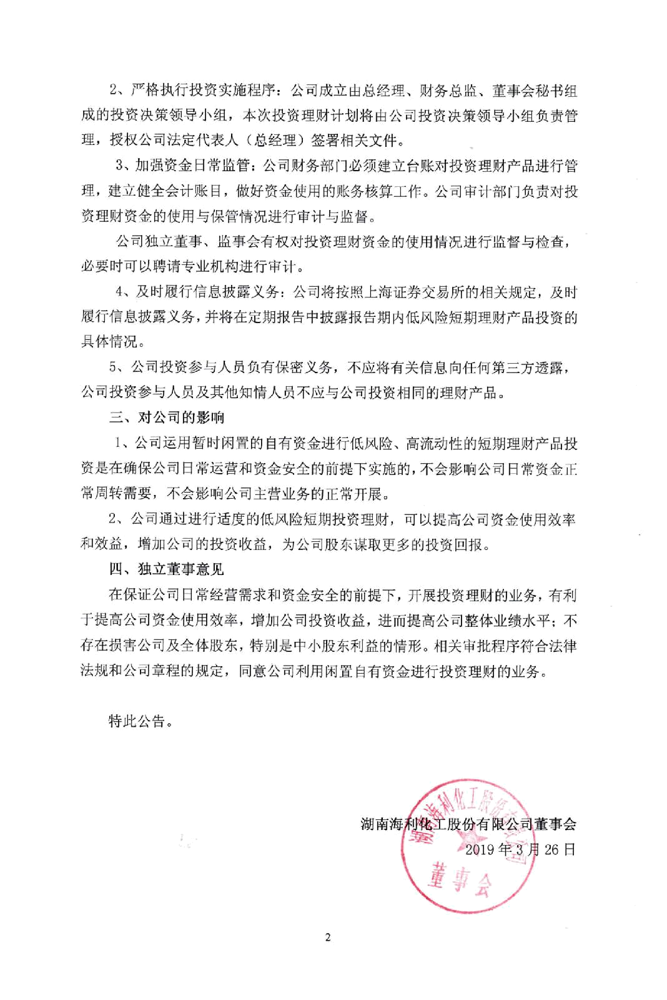 2、严格执行投资实施程序：公司成立由总经理、财务总监、董事会秘书组
成的投资决策领导小组，本次投资理财计划将由公司投资决策领导小组负责管
理，授权公司法定代表人（总经理）签署相关文件。
3、加强资金日常监管：公司财务部门必须建立台账对投资理财产品进行管
理，建立健全会计账目，做好资金使用的账务核算工作。公司审计部门负责对投
资理财资金的使用与保管情况进行审计与监督。
公司独立董事、监事会有权对投资理财资金的使用情况进行监督与检查，
必要时可以聘请专业机构进行审计。
4、及时履行信息披露义务：公司将按照上海证券交易所的相关规定，及时
履行信息披露义务，并将在定期报告中披露报告期内低风险短期理财产品投资的
具体情况。
5、公司投资参与人员负有保密义务，不应将有关信息向任何第三方透露，
公司投资参与人员及其他知情人员不应与公司投资相同的理财产品。
三、对公司的影响
1、公司运用暂时闲置的自有资金进行低风险、高流动性的短期理财产品投
资是在确保公司日常运营和资金安全的前提下实施的，不会影响公司日常资金正
常周转需要，不会影响公司主营业务的正常开展。
2、公司通过进行适度的低风险短期投资理财，可以提高公司资金使用效率
和效益，增加公司的投资收益，为公司股东谋取更多的投资回报。
四、独立董事意见
在保证公司日常经营需求和资金安全的前提下，开展投资理财的业务，有利
于提高公司资金使用效率，增加公司投资收益，进而提高公司整体业绩水平；不
存在损害公司及全体股东，特别是中小股东利益的情形。相关审批程序符合法律
法规和公司章程的规定，同意公司利用闲置自有资金进行投资理财的业务。
特此公告。
湖南海利化工股份有限公司董事会
2019年3月26日
湖南海利化工股份有限公司
董事会
2